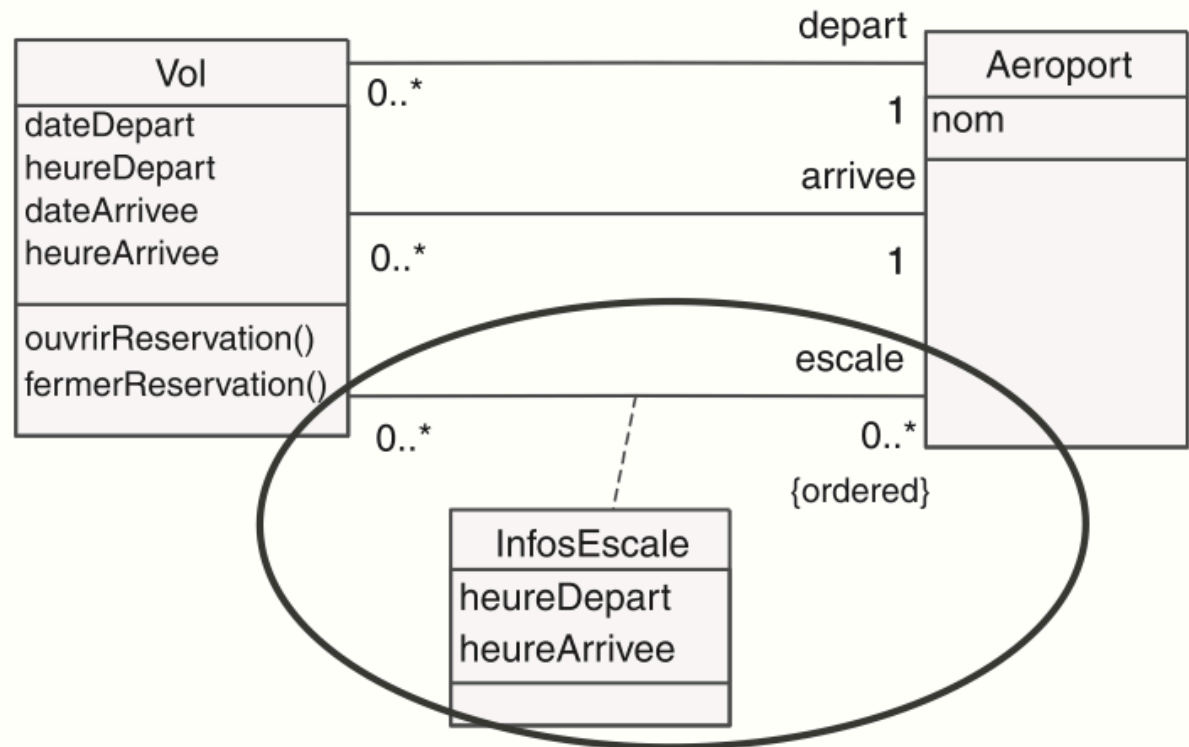 Vol
dateDepart
heureDepart
dateArrivee
heureArrivee
ouvrirReservation()
fermerReservation()
depart
0..*
1
arrivee
0..*
1
escale
0..*
0..*
{ordered}
Aeroport
nom
InfosEscale
heureDepart
heureArrivee